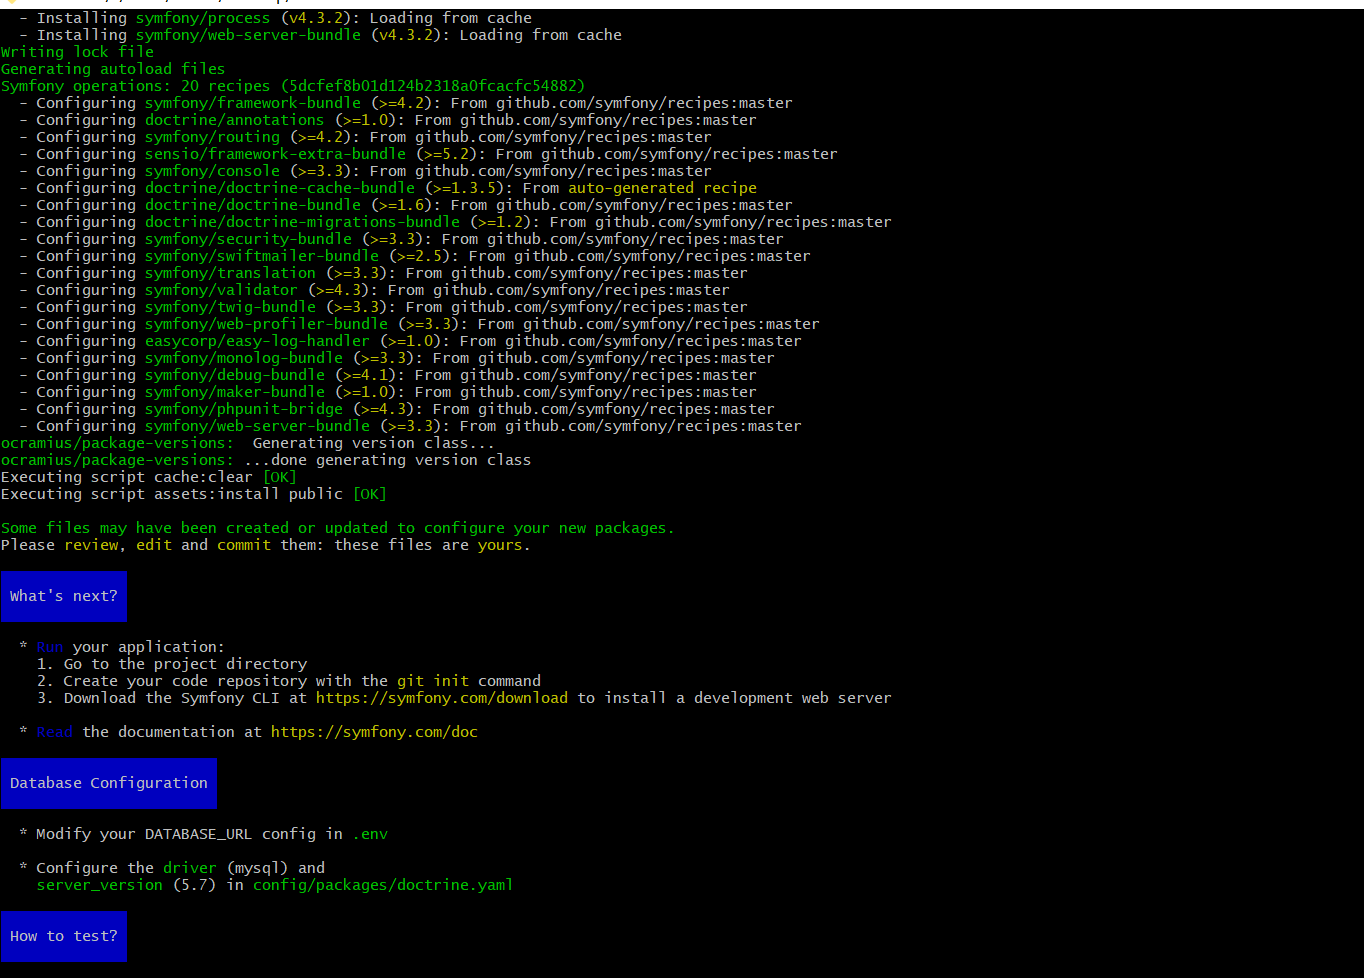 - Installing symfony/process (v4.3.2): Loading from cache
- Installing symfony/web-server-bundle (v4.3.2): Loading from cache
Writing lock file
Generating autoload files
Symfony operations: 20 recipes (5dcfef8b01d124b2318a0fcacfc54882)
- Configuring symfony/framework-bundle (>=4.2): From github.com/symfony/recipes:master
- Configuring doctrine/annotations (>=1.0): From github.com/symfony/recipes:master
- Configuring symfony/routing (>=4.2): From github.com/symfony/recipes:master
- Configuring sensio/framework-extra-bundle (>=5.2): From github.com/symfony/recipes:master
- Configuring symfony/console (>=3.3): From github.com/symfony/recipes:master
- Configuring doctrine/doctrine-cache-bundle (>=1.3.5): From auto-generated recipe
- Configuring doctrine/doctrine-bundle (>=1.6): From github.com/symfony/recipes:master
- Configuring doctrine/doctrine-migrations-bundle (>=1.2): From github.com/symfony/recipes:master
- Configuring symfony/security-bundle (>=3.3): From github.com/symfony/recipes:master
- Configuring symfony/swiftmailer-bundle (>=2.5): From github.com/symfony/recipes:master
- Configuring symfony/translation (>=3.3): From github.com/symfony/recipes:master
- Configuring symfony/validator (>=4.3): From github.com/symfony/recipes:master
- Configuring symfony/twig-bundle (>=3.3): From github.com/symfony/recipes:master
- Configuring symfony/web-profiler-bundle (>=3.3): From github.com/symfony/recipes:master
- Configuring easycorp/easy-log-handler (>=1.0): From github.com/symfony/recipes:master
- Configuring symfony/monolog-bundle (>=3.3): From github.com/symfony/recipes:master
- Configuring symfony/debug-bundle (>=4.1): From github.com/symfony/recipes:master
- Configuring symfony/maker-bundle (>=1.0): From github.com/symfony/recipes:master
- Configuring symfony/phpunit-bridge (>=4.3): From github.com/symfony/recipes:master
- Configuring symfony/web-server-bundle (>=3.3): From github.com/symfony/recipes:master
ocramius/package-versions:  Generating version class...
ocramius/package-versions: ...done generating version class
Executing script cache:clear [OK]
Executing script assets:install public [OK]
Some files may have been created or updated to configure your new packages.
Please review, edit and commit them: these files are yours.
What's next?
* Run your application:
1. Go to the project directory
2. Create your code repository with the git init command
3. Download the Symfony CLI at https://symfony.com/download to install a development web server
* Read the documentation at https://symfony.com/doc
Database Configuration
* Modify your DATABASE_URL config in .env
* Configure the driver (mysql) and
server_version (5.7) in config/packages/doctrine.yaml
How to test?